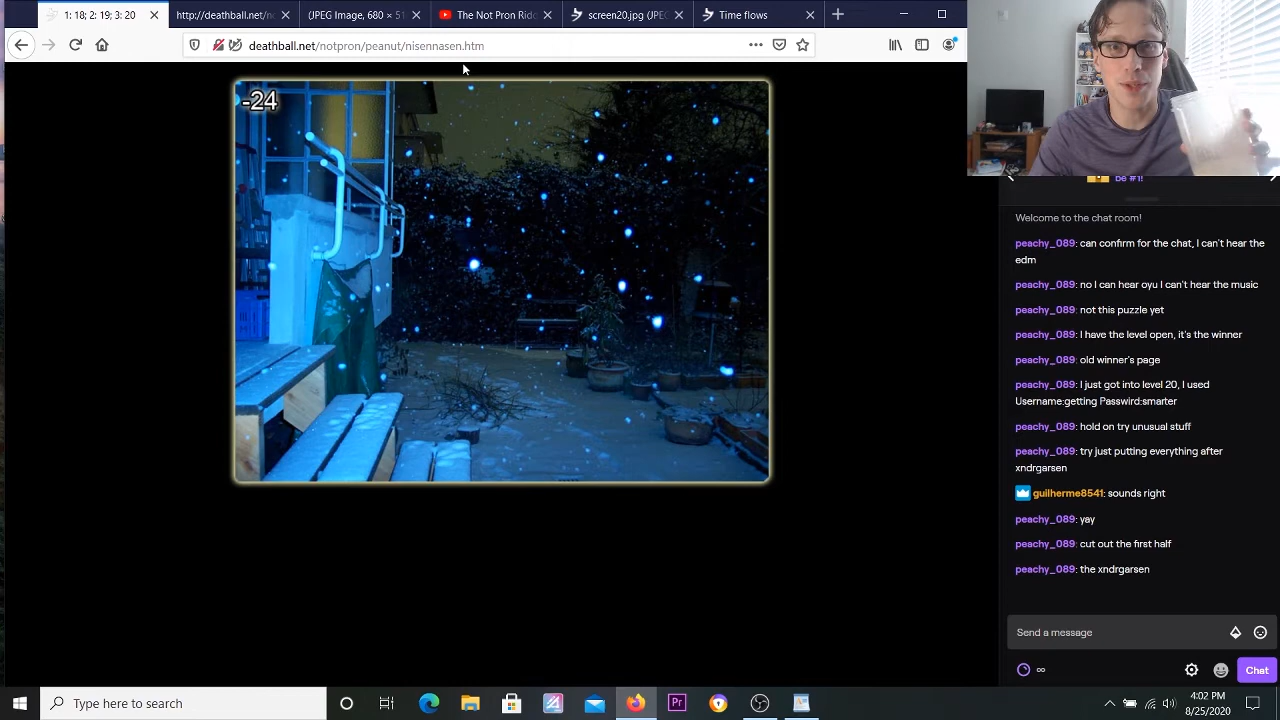 1: 18; 2: 19; 3: 20
http://deathball.net/n
(JPEG Image, 680 × 51
The Not Pron Ridd
screen20.jpg (JPEG
Time flows
deathball.net/notpron/peanut/nisennasen.htm
-24
be #1!
Welcome to the chat room!
peachy_089: can confirm for the chat, I can't hear the
edm
peachy_089: no I can hear oyu I can't hear the music
peachy_089: not this puzzle yet
peachy_089: I have the level open, it's the winner
peachy_089: old winner's page
peachy_089: I just got into level 20, I used
Username:getting Passwird:smarter
peachy_089: hold on try unusual stuff
peachy_089: try just putting everything after
xndrgarsen
guilherme8541: sounds right
peachy_089: yay
peachy_089: cut out the first half
peachy_089: the xndrgarsen
Send a message
Chat
Type here to search
Pr
4:02 PM
8/25/2020